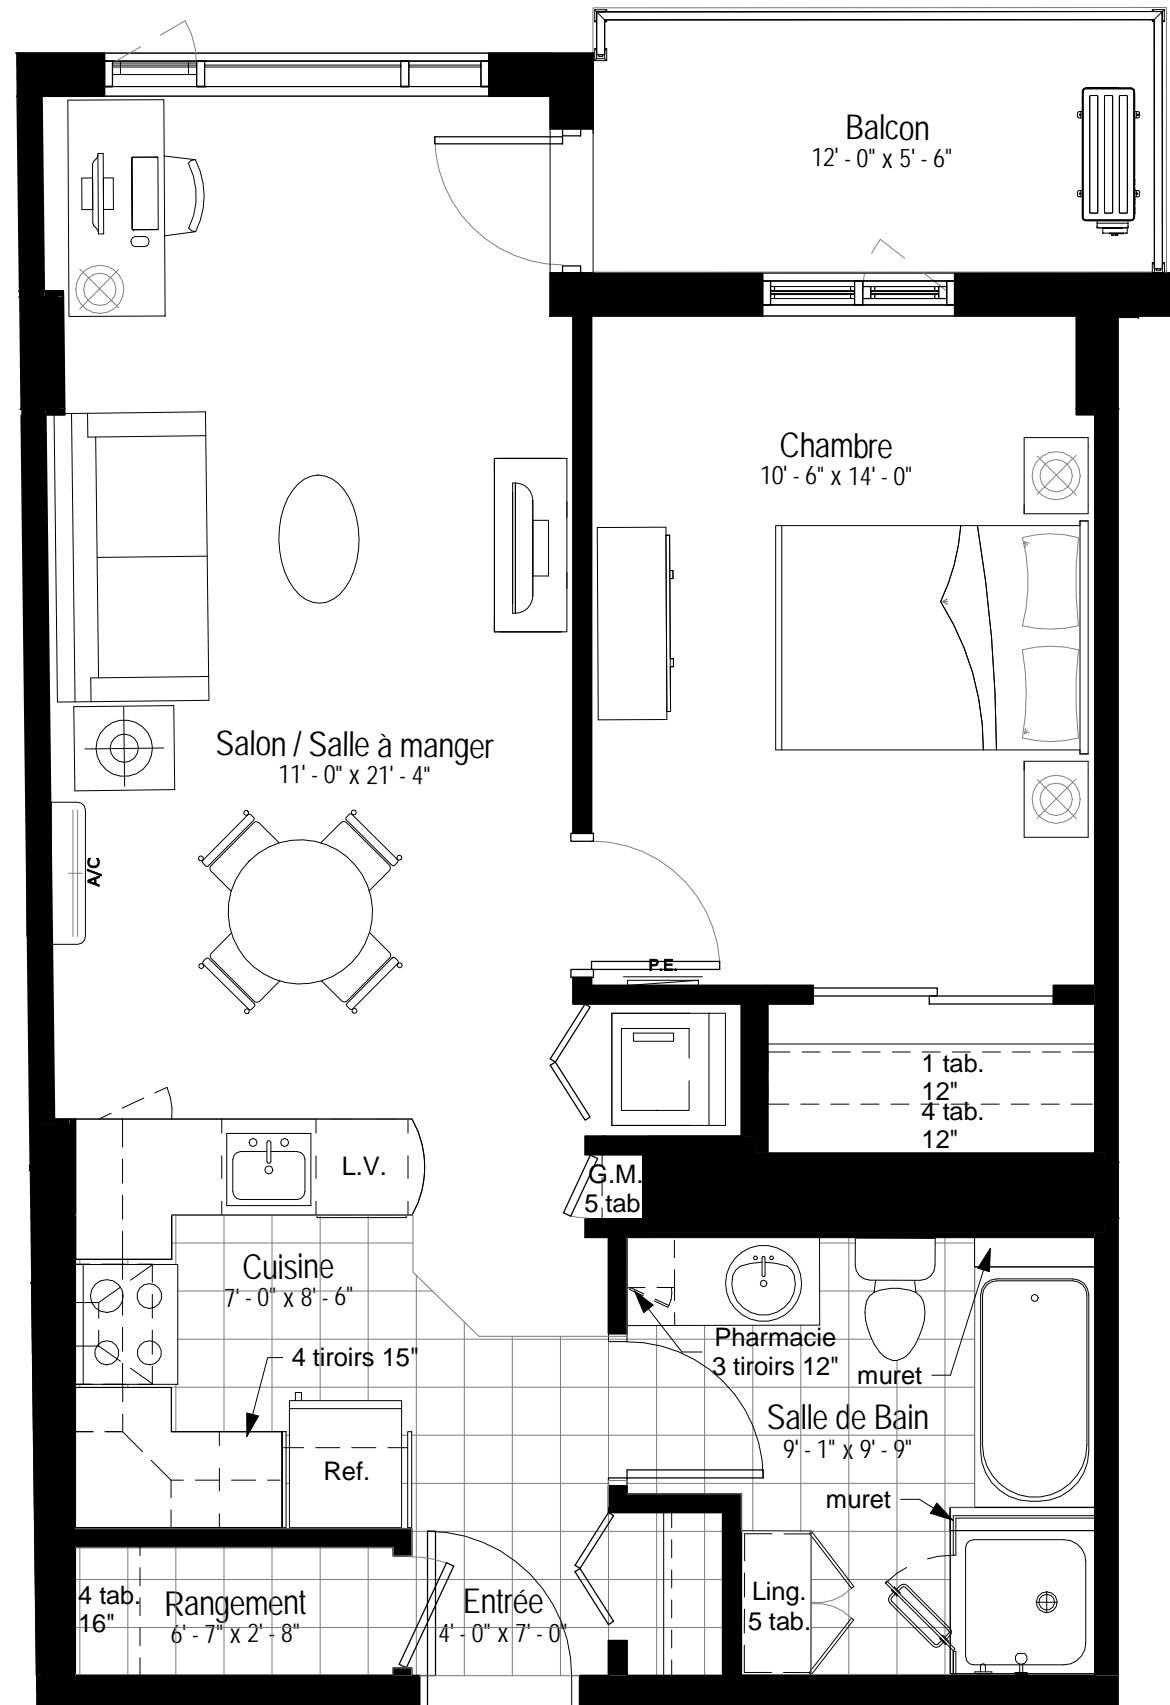 Balcon
12' - 0" x 5' - 6"
Chambre
10' - 6" x 14' - 0"
Salon / Salle à manger
11' - 0" x 21' - 4"
A/C
P.E.
1 tab.
12"
4 tab.
12"
L.V.
G.M.
5 tab
Cuisine
7' - 0" x 8' - 6"
4 tiroirs 15"
Pharmacie
3 tiroirs 12"
muret
Salle de Bain
9' - 1" x 9' - 9"
Ref.
muret
4 tab.
16"
Rangement
6' - 7" x 2' - 8"
Entrée
4' - 0" x 7' - 0"
Ling.
5 tab.